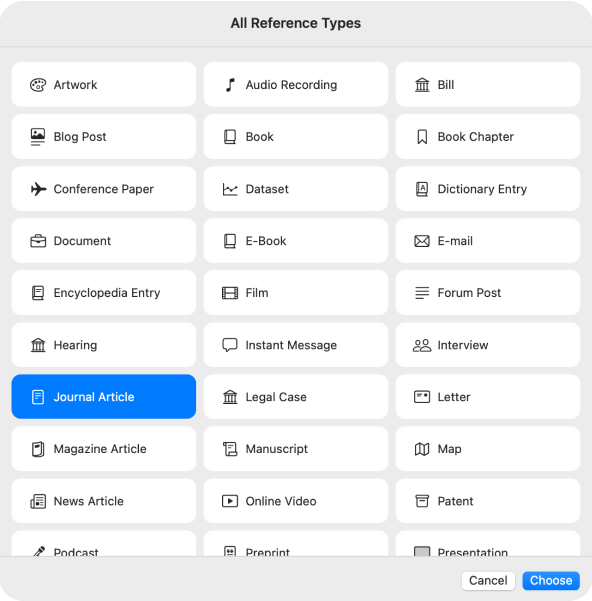 All Reference Types
Artwork
Audio Recording
Bill
Blog Post
Book
Book Chapter
Conference Paper
Dataset
Dictionary Entry
Document
E-Book
E-mail
Encyclopedia Entry
Film
Forum Post
Hearing
Instant Message
Interview
Journal Article
Legal Case
Letter
Magazine Article
Manuscript
Map
News Article
Online Video
Patent
Podcast
Preprint
Presentation
Cancel
Choose